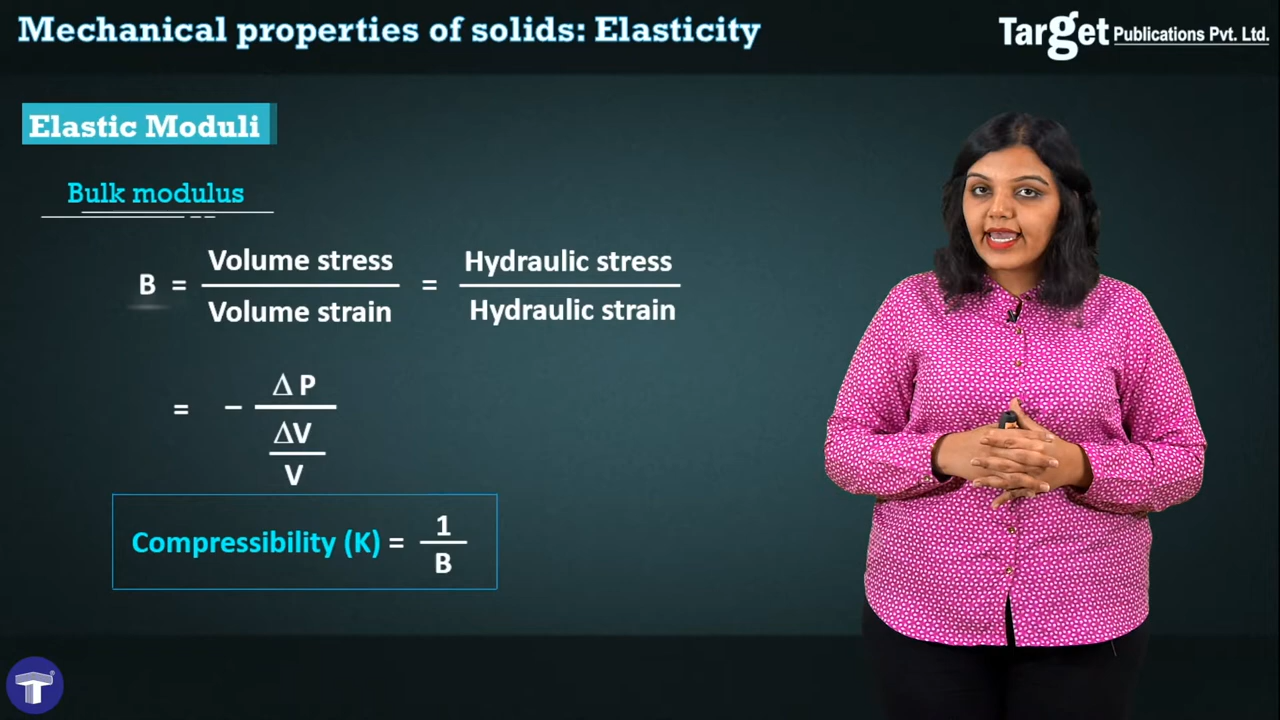 Mechanical properties of solids: Elasticity
Target Publications Pvt. Ltd.
Elastic Moduli
Bulk modulus
B = Volume stress / Volume strain = Hydraulic stress / Hydraulic strain
= − Δ P / ΔV / V
Compressibility (K) = 1 / B
T